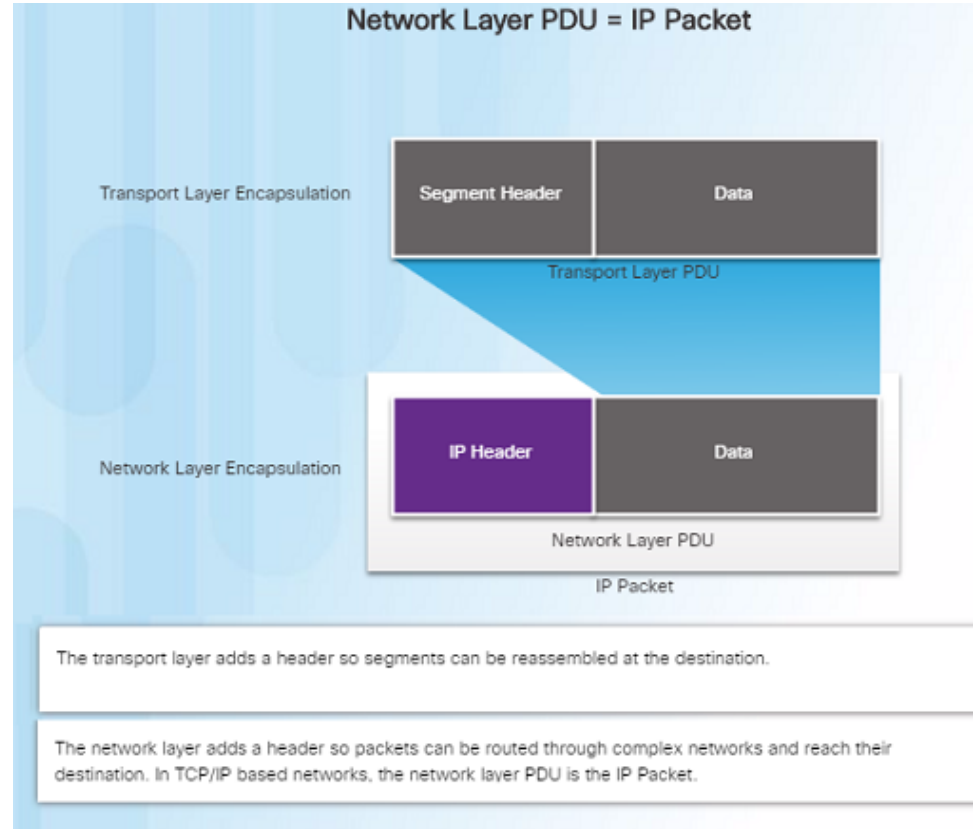 Network Layer PDU = IP Packet
Transport Layer Encapsulation
Segment Header
Data
Transport Layer PDU
Network Layer Encapsulation
IP Header
Data
Network Layer PDU
IP Packet
The transport layer adds a header so segments can be reassembled at the destination.
The network layer adds a header so packets can be routed through complex networks and reach their
destination. In TCP/IP based networks, the network layer PDU is the IP Packet.